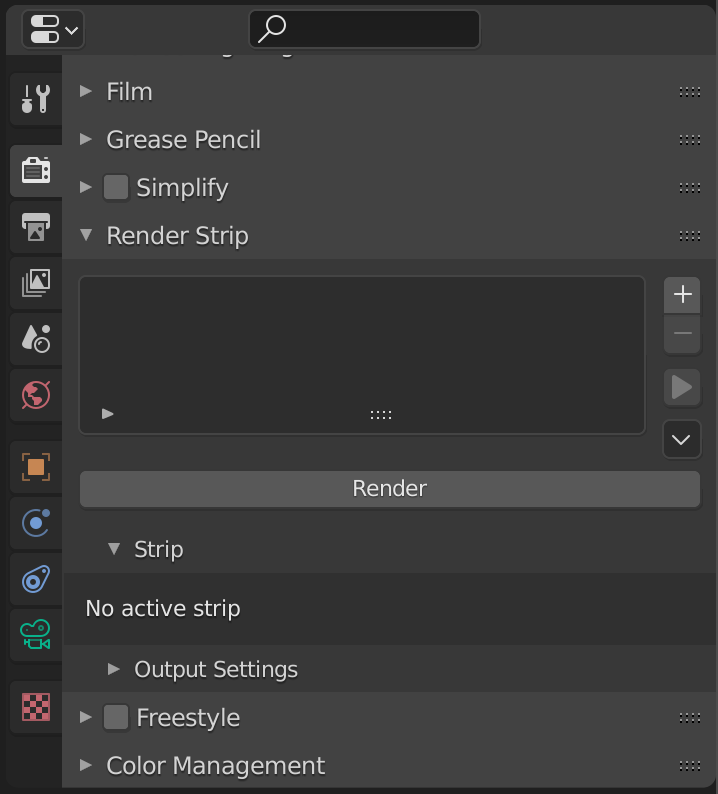 Film
Grease Pencil
Simplify
Render Strip
Render
Strip
No active strip
Output Settings
Freestyle
Color Management